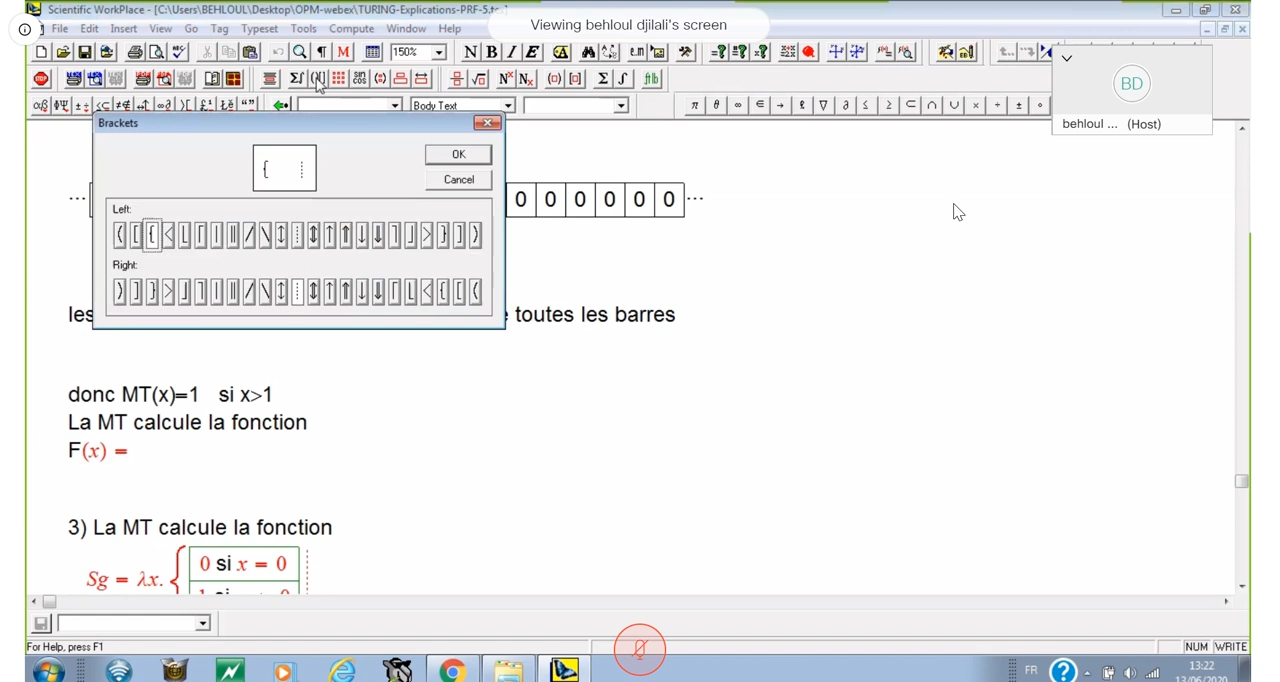 Scientific WorkPlace - [C:\Users\BEHLOUL\Desktop\OPM-webex\TURING-Explications-PRF-5.t
Viewing behloul djilali's screen
File Edit Insert View Go Tag Typeset Tools Compute Window Help
150%
Body Text
BD
behloul ... (Host)
Brackets
OK
Cancel
Left:
Right:
... 0 0 0 0 0 0 ...
les toutes les barres
donc MT(x)=1 si x>1
La MT calcule la fonction
F(x) =
3) La MT calcule la fonction
Sg = λx. { 0 si x = 0
For Help, press F1
NUM WRITE
FR
13:22
13/06/2020